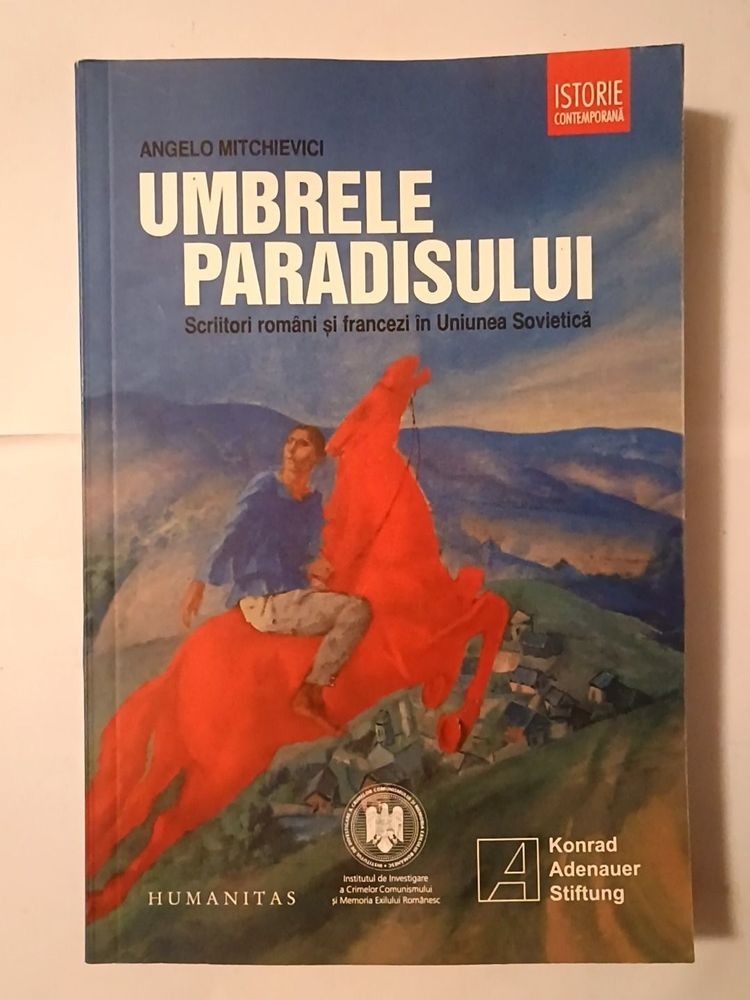 ISTORIE
CONTEMPORANĂ
ANGELO MITCHIEVICI
UMBRELE
PARADISULUI
Scriitori români și francezi în Uniunea Sovietică
HUMANITAS
Institutul de Investigare
a Crimelor Comunismului
și Memoria Exilului Românesc
Konrad
Adenauer
Stiftung